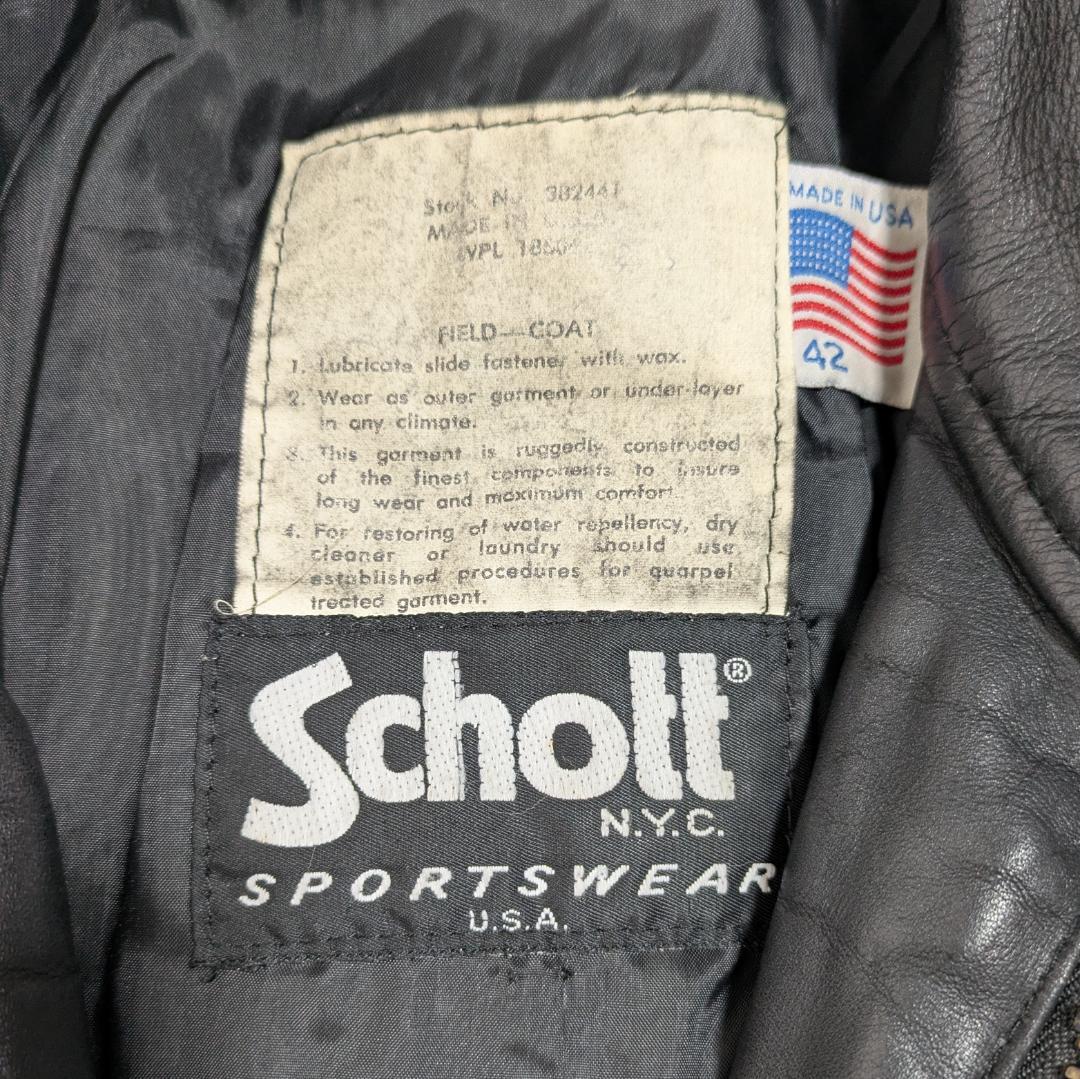 Stock No. 382441
MADE IN
WPL 1850
FIELD—COAT
1. Lubricate slide fastener with wax.
2. Wear as outer garment or under-layer
in any climate.
3. This garment is ruggedly constructed
of the finest components to insure
long wear and maximum comfort.
4. For restoring of water repellency, dry
cleaner or laundry should use
established procedures for quarpel
treated garment.
MADE IN USA
42
Schott®
N.Y.C.
SPORTSWEAR
U.S.A.